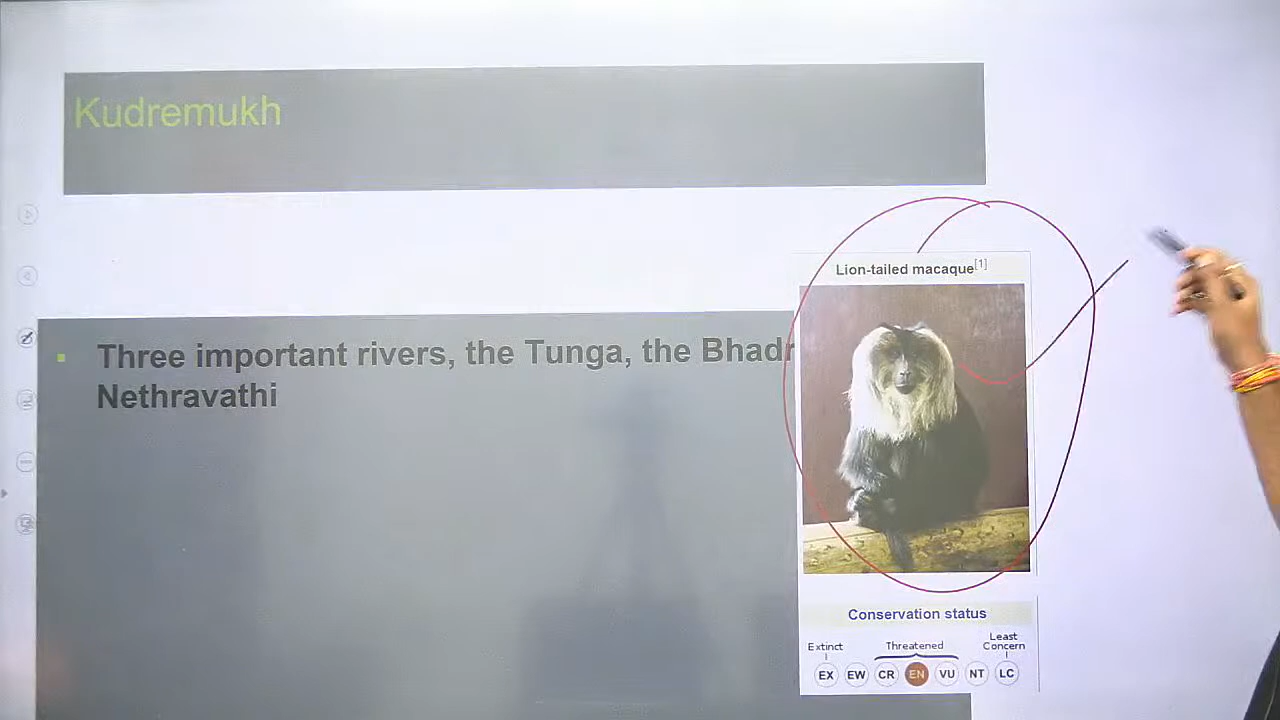 Kudremukh
Lion-tailed macaque[1]
Three important rivers, the Tunga, the
Nethravathi
Conservation status
Extinct Threatened Least Concern
EX EW CR EN VU NT LC